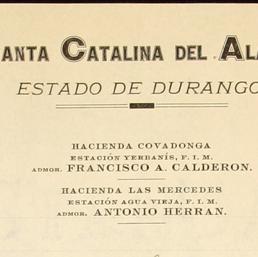 ANTA CATALINA DEL ALA
ESTADO DE DURANGO
HACIENDA COVADONGA
ESTACIÓN YERBANÍS, F. I. M.
ADMOR. FRANCISCO A. CALDERON.
HACIENDA LAS MERCEDES
ESTACIÓN AGUA VIEJA, F. I. M.
ADMOR. ANTONIO HERRAN.